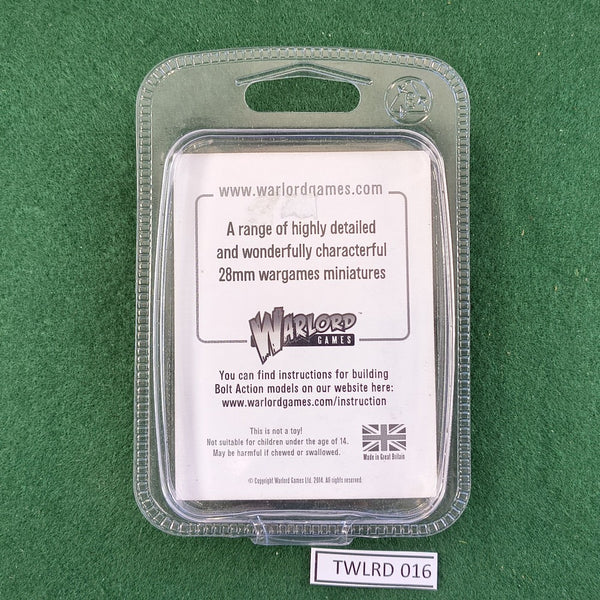 www.warlordgames.com
A range of highly detailed
and wonderfully characterful
28mm wargames miniatures
WARLORD™
GAMES
You can find instructions for building
Bolt Action models on our website here:
www.warlordgames.com/instruction
This is not a toy!
Not suitable for children under the age of 14.
May be harmful if chewed or swallowed.
Made in Great Britain
© Copyright Warlord Games Ltd. 2014. All rights reserved.
TWLRD 016